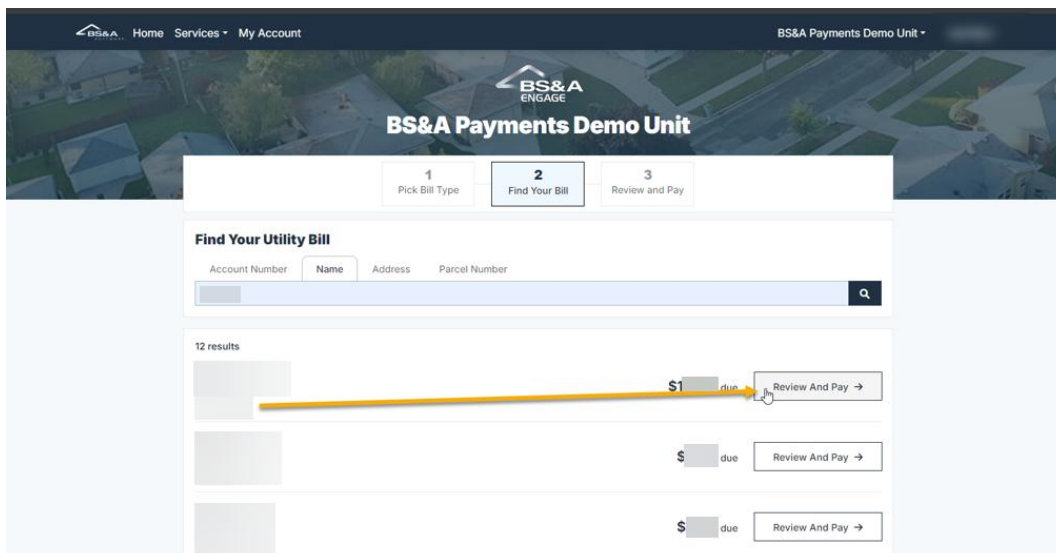 BS&A Home Services My Account BS&A Payments Demo Unit
BS&A
ENGAGE
BS&A Payments Demo Unit
1 2 3
Pick Bill Type Find Your Bill Review and Pay
Find Your Utility Bill
Account Number Name Address Parcel Number
12 results
$1 due Review And Pay →
$ due Review And Pay →
$ due Review And Pay →